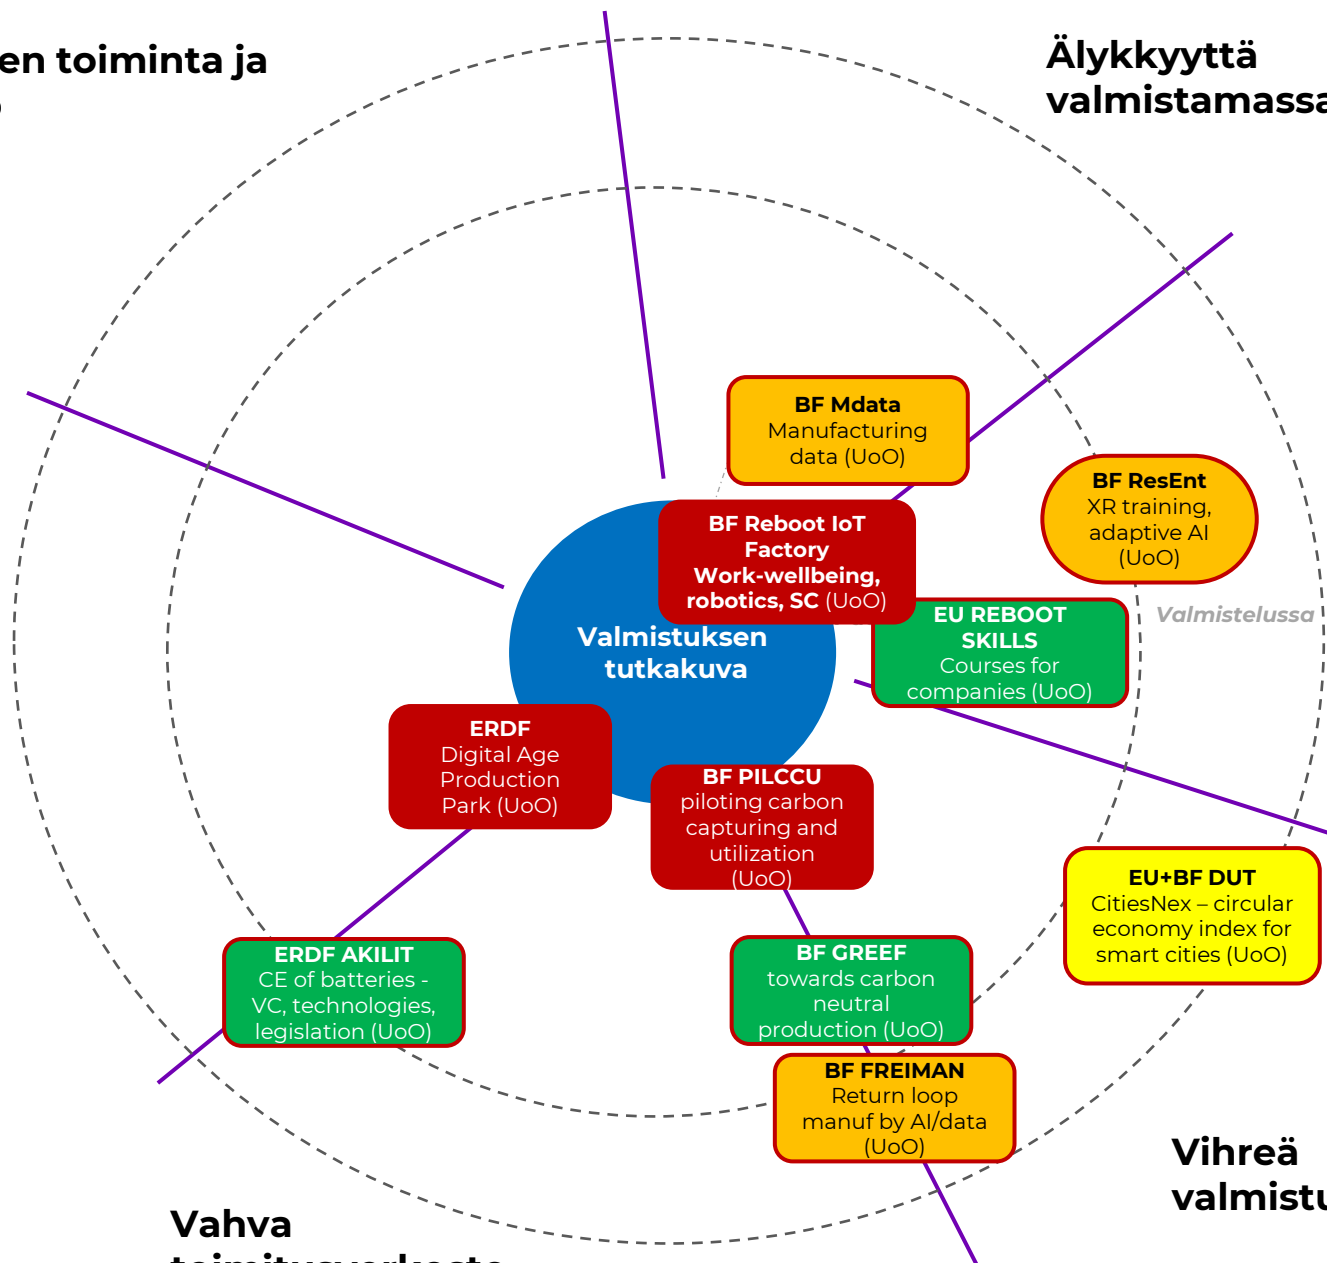 en toiminta ja
Älykkyyttä
valmistamassa
BF Mdata
Manufacturing
data (UoO)
BF ResEnt
XR training,
adaptive AI
(UoO)
BF Reboot IoT
Factory
Work-wellbeing,
robotics, SC (UoO)
Valmistelussa
EU REBOOT
SKILLS
Courses for
companies (UoO)
Valmistuksen
tutkakuva
ERDF
Digital Age
Production
Park (UoO)
BF PILCCU
piloting carbon
capturing and
utilization
(UoO)
EU+BF DUT
CitiesNex – circular
economy index for
smart cities (UoO)
ERDF AKILIT
CE of batteries -
VC, technologies,
legislation (UoO)
BF GREEF
towards carbon
neutral
production (UoO)
BF FREIMAN
Return loop
manuf by AI/data
(UoO)
Vihreä
valmistu
Vahva
toimitusverkosto